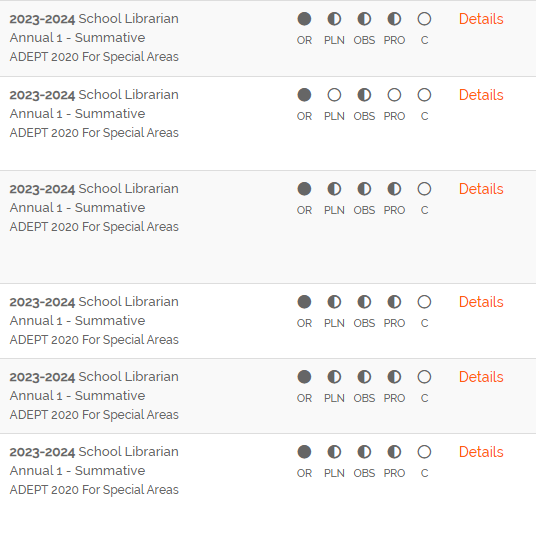 2023-2024 School Librarian
Annual 1 - Summative
ADEPT 2020 For Special Areas
OR PLN OBS PRO C
Details
2023-2024 School Librarian
Annual 1 - Summative
ADEPT 2020 For Special Areas
OR PLN OBS PRO C
Details
2023-2024 School Librarian
Annual 1 - Summative
ADEPT 2020 For Special Areas
OR PLN OBS PRO C
Details
2023-2024 School Librarian
Annual 1 - Summative
ADEPT 2020 For Special Areas
OR PLN OBS PRO C
Details
2023-2024 School Librarian
Annual 1 - Summative
ADEPT 2020 For Special Areas
OR PLN OBS PRO C
Details
2023-2024 School Librarian
Annual 1 - Summative
ADEPT 2020 For Special Areas
OR PLN OBS PRO C
Details